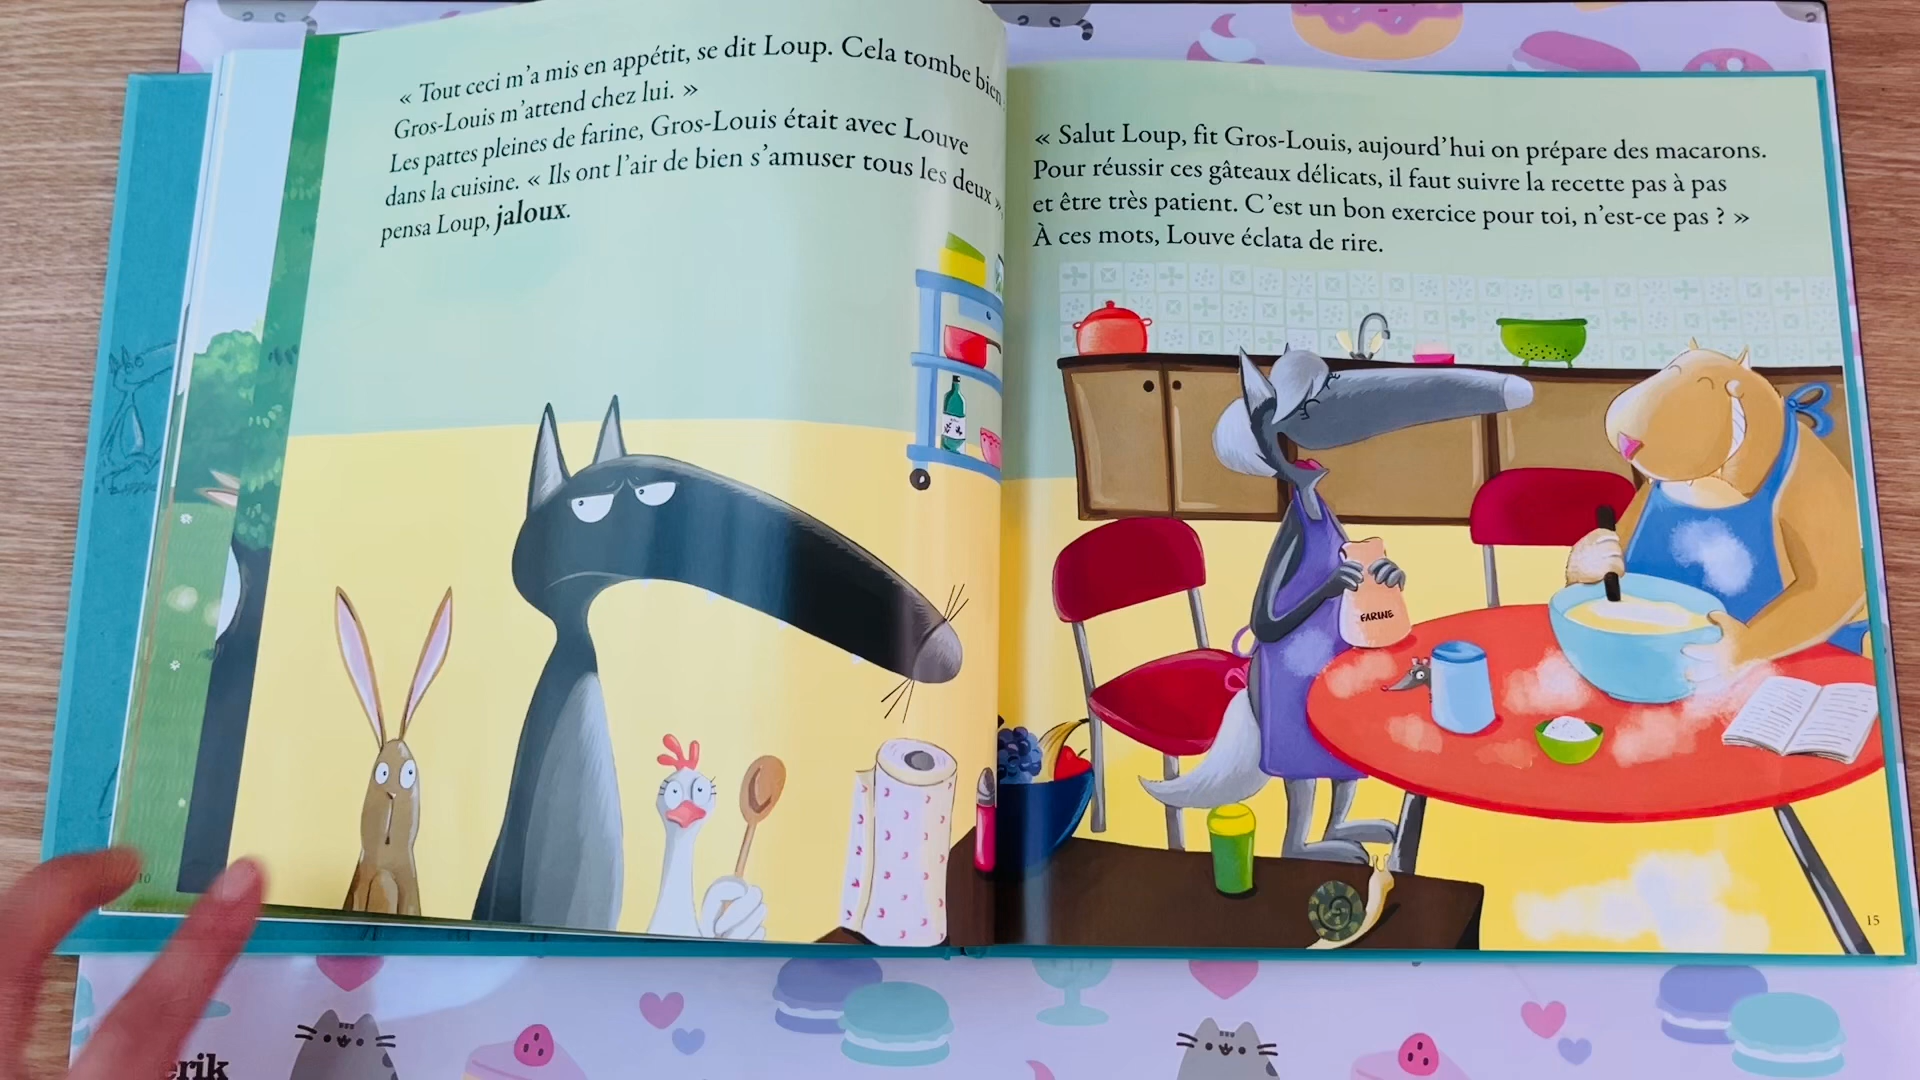 « Tout ceci m'a mis en appétit, se dit Loup. Cela tombe bien
Gros-Louis m'attend chez lui. »
Les pattes pleines de farine, Gros-Louis était avec Louve
dans la cuisine. « Ils ont l'air de bien s'amuser tous les deux »,
pensa Loup, jaloux.
10
« Salut Loup, fit Gros-Louis, aujourd'hui on prépare des macarons.
Pour réussir ces gâteaux délicats, il faut suivre la recette pas à pas
et être très patient. C'est un bon exercice pour toi, n'est-ce pas ? »
À ces mots, Louve éclata de rire.
FARINE
15
erik